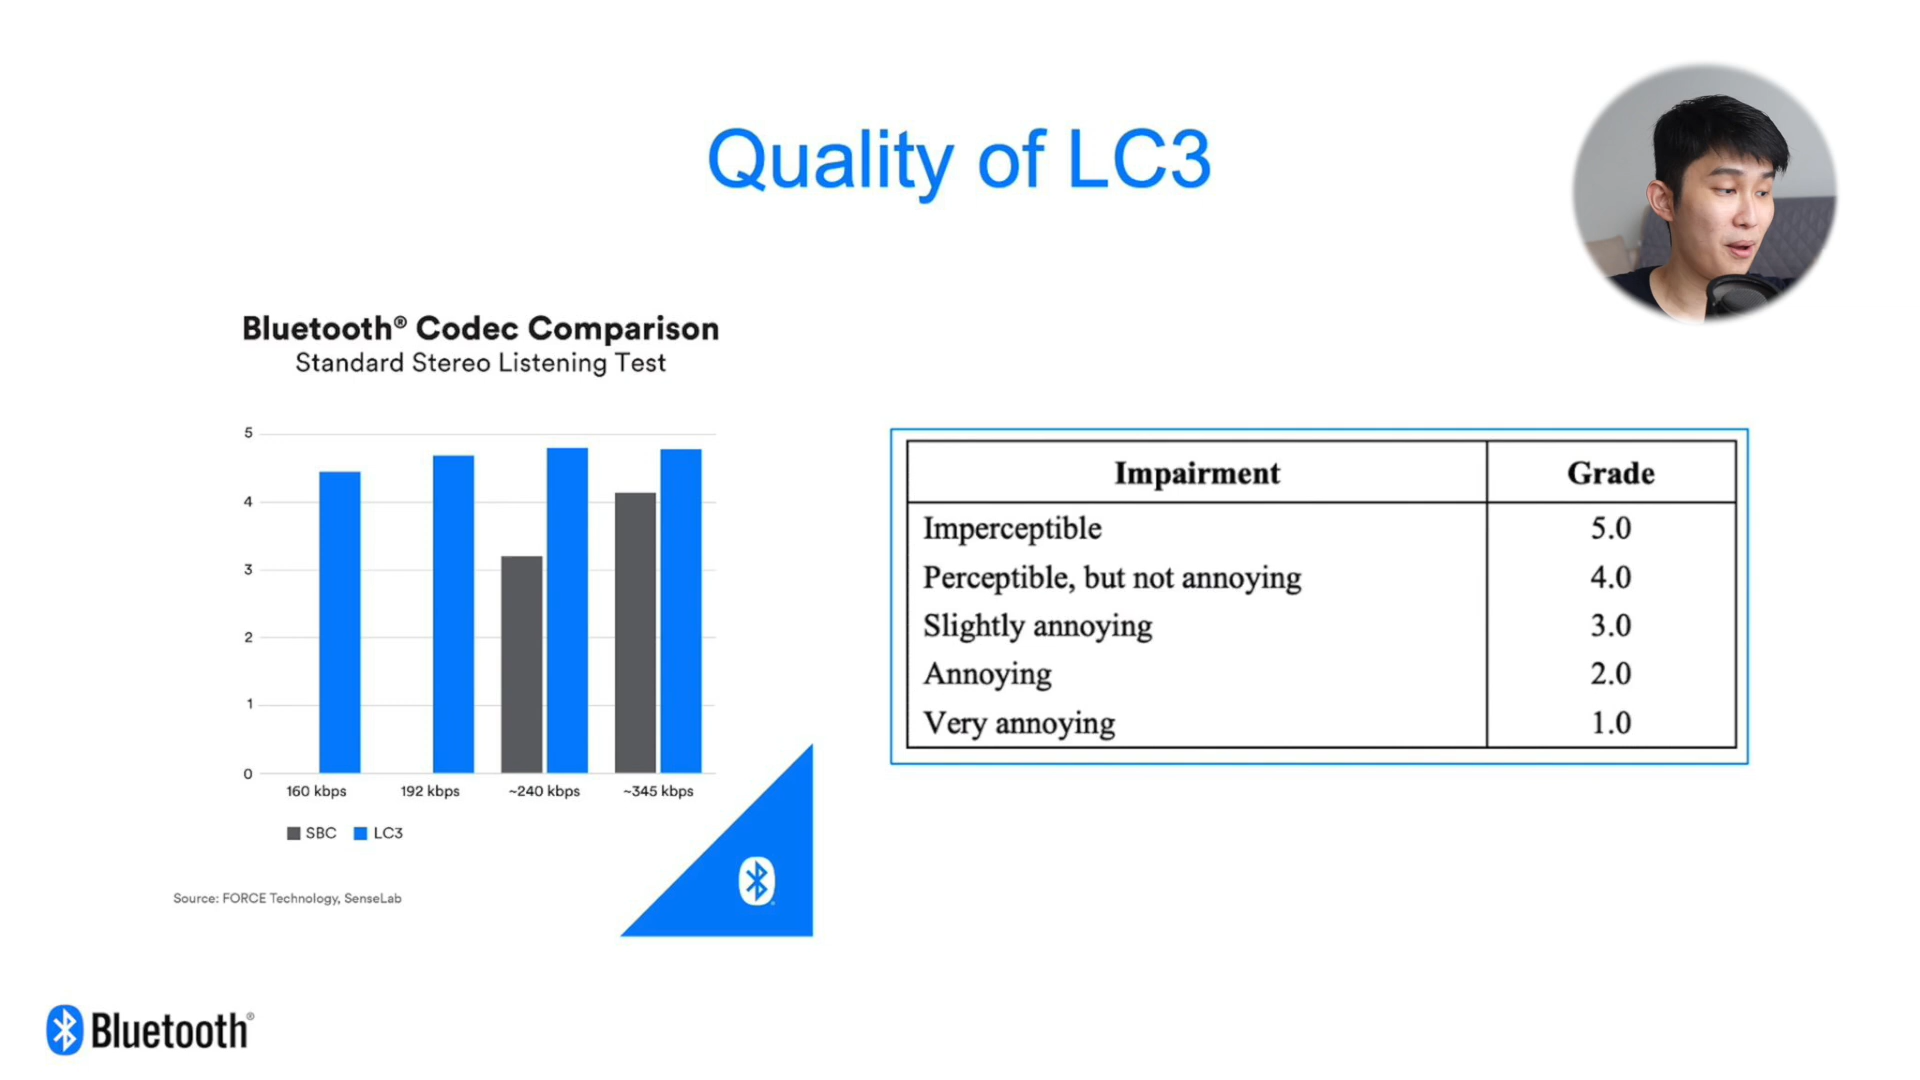 Quality of LC3
Bluetooth® Codec Comparison
Standard Stereo Listening Test
5
4
3
2
1
0
160 kbps 192 kbps ~240 kbps ~345 kbps
SBC LC3
Source: FORCE Technology, SenseLab
Impairment Grade
Imperceptible 5.0
Perceptible, but not annoying 4.0
Slightly annoying 3.0
Annoying 2.0
Very annoying 1.0
Bluetooth®